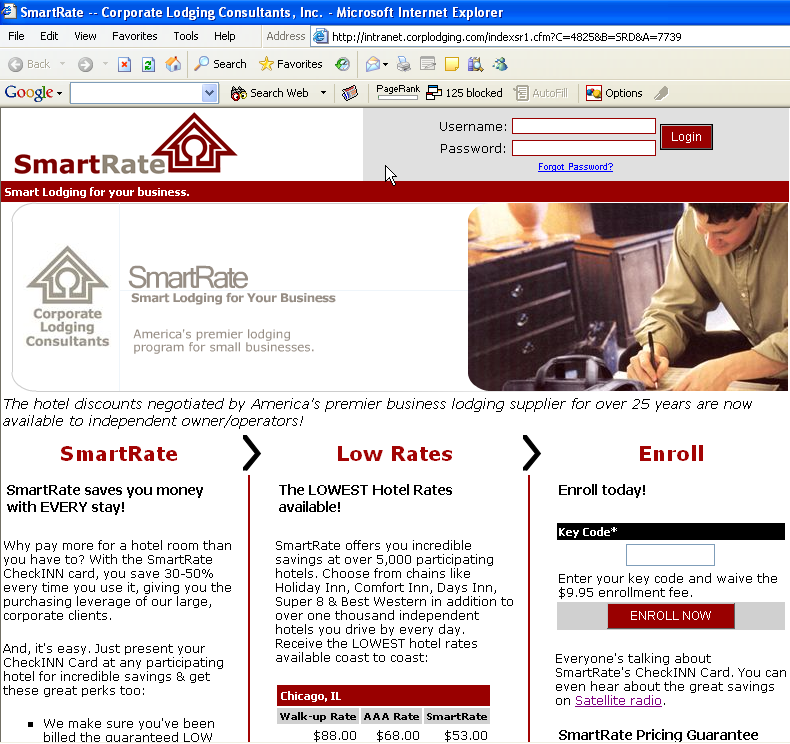 SmartRate -- Corporate Lodging Consultants, Inc. - Microsoft Internet Explorer
File Edit View Favorites Tools Help Address http://intranet.corplodging.com/indexsr1.cfm?C=4825&B=SRD&A=7739
Back Search Favorites
Google Search Web PageRank 125 blocked AutoFill Options
SmartRate
Username:
Password:
Login
Forgot Password?
Smart Lodging for your business.
SmartRate
Smart Lodging for Your Business
Corporate
Lodging
Consultants
America's premier lodging
program for small businesses.
The hotel discounts negotiated by America's premier business lodging supplier for over 25 years are now
available to independent owner/operators!
SmartRate
SmartRate saves you money
with EVERY stay!
Why pay more for a hotel room than
you have to? With the SmartRate
CheckINN card, you save 30-50%
every time you use it, giving you the
purchasing leverage of our large,
corporate clients.
And, it's easy. Just present your
CheckINN Card at any participating
hotel for incredible savings & get
these great perks too:
We make sure you've been
billed the guaranteed LOW
Low Rates
The LOWEST Hotel Rates
available!
SmartRate offers you incredible
savings at over 5,000 participating
hotels. Choose from chains like
Holiday Inn, Comfort Inn, Days Inn,
Super 8 & Best Western in addition to
over one thousand independent
hotels you drive by every day.
Receive the LOWEST hotel rates
available coast to coast:
Chicago, IL
Walk-up Rate AAA Rate SmartRate
$88.00 $68.00 $53.00
Enroll
Enroll today!
Key Code*
Enter your key code and waive the
$9.95 enrollment fee.
ENROLL NOW
Everyone's talking about
SmartRate's CheckINN Card. You can
even hear about the great savings
on Satellite radio.
SmartRate Pricing Guarantee